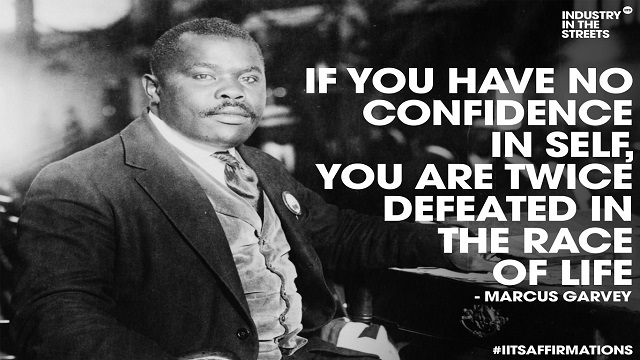 INDUSTRY
IN THE
STREETS
IF YOU HAVE NO
CONFIDENCE
IN SELF,
YOU ARE TWICE
DEFEATED IN
THE RACE
OF LIFE
- MARCUS GARVEY
#IITSAFFIRMATIONS